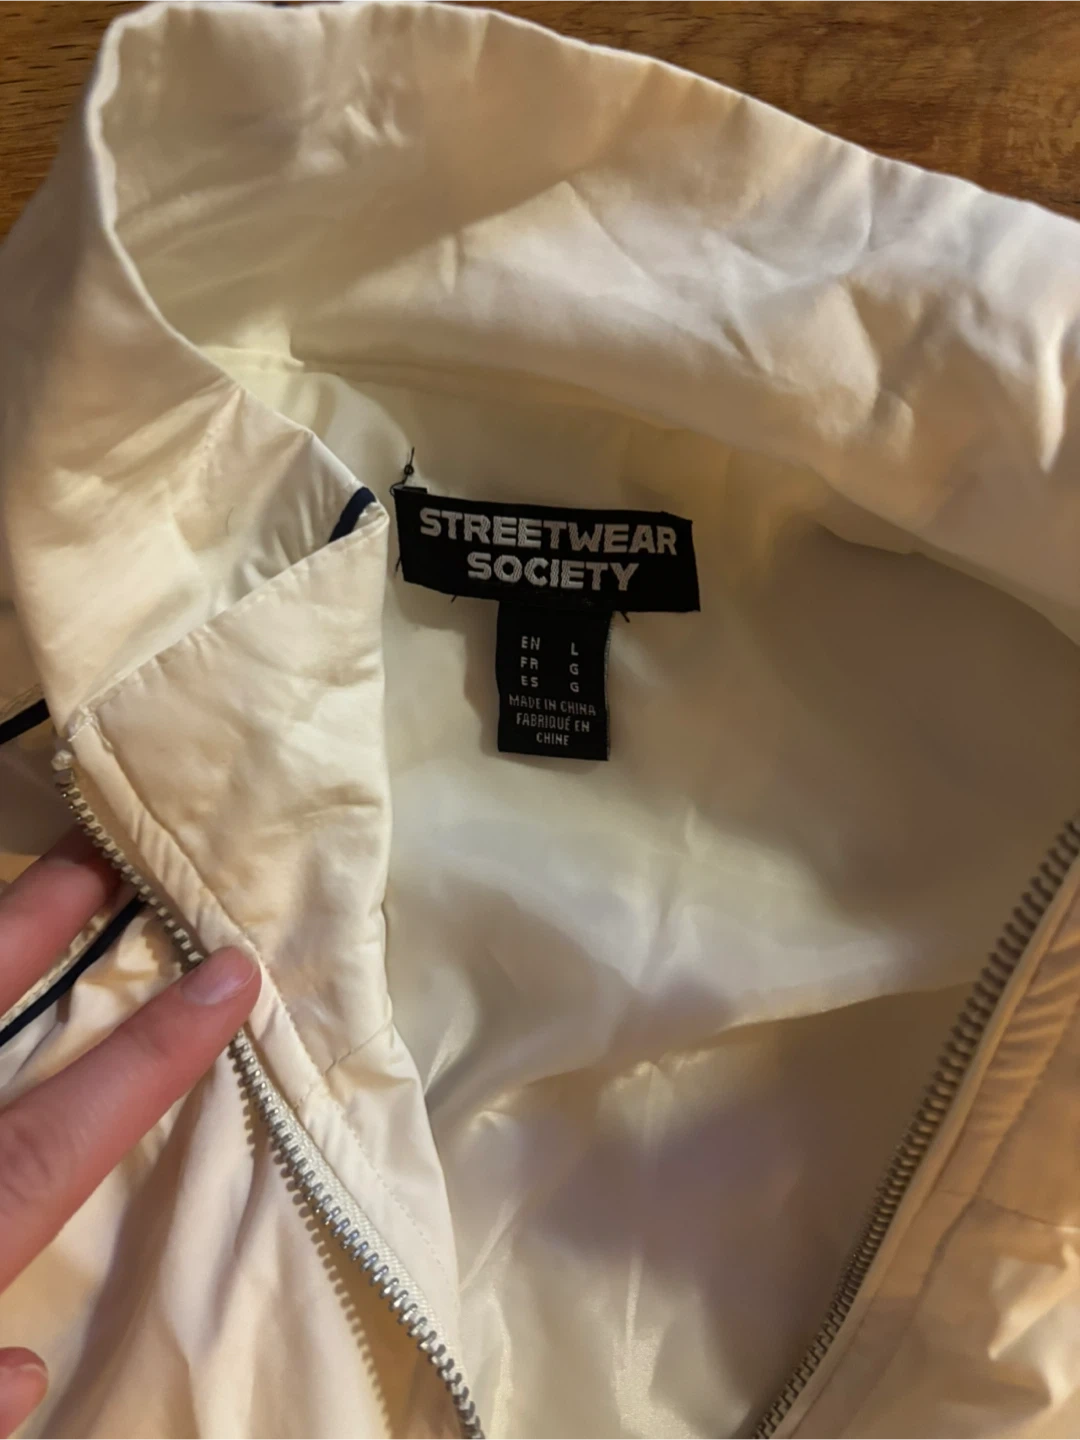 STREETWEAR
SOCIETY
EN L
FR G
ES G
MADE IN CHINA
FABRIQUÉ EN
CHINE